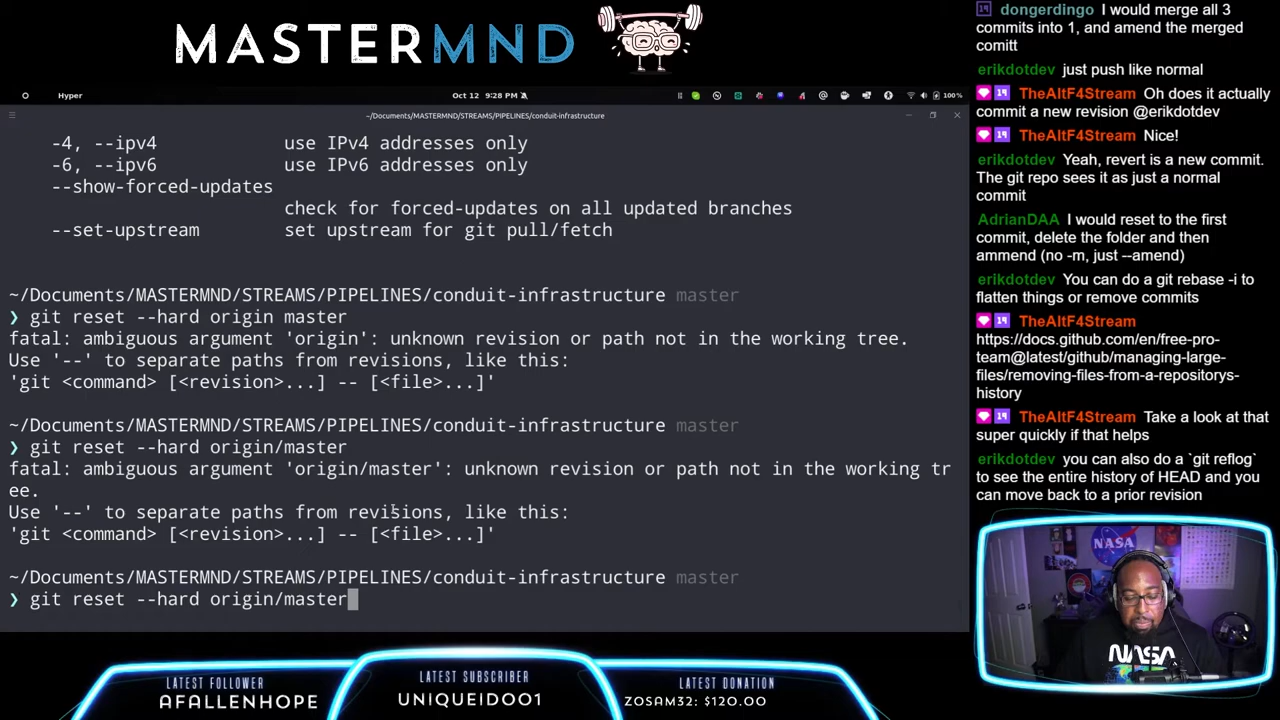 MASTERMND
Hyper
Oct 12 9:28 PM
100%
~/Documents/MASTERMND/STREAMS/PIPELINES/conduit-infrastructure
-4, --ipv4 use IPv4 addresses only
-6, --ipv6 use IPv6 addresses only
--show-forced-updates
check for forced-updates on all updated branches
--set-upstream set upstream for git pull/fetch
~/Documents/MASTERMND/STREAMS/PIPELINES/conduit-infrastructure master
❯ git reset --hard origin master
fatal: ambiguous argument 'origin': unknown revision or path not in the working tree.
Use '--' to separate paths from revisions, like this:
'git <command> [<revision>...] -- [<file>...]'
~/Documents/MASTERMND/STREAMS/PIPELINES/conduit-infrastructure master
❯ git reset --hard origin/master
fatal: ambiguous argument 'origin/master': unknown revision or path not in the working tr
ee.
Use '--' to separate paths from revisions, like this:
'git <command> [<revision>...] -- [<file>...]'
~/Documents/MASTERMND/STREAMS/PIPELINES/conduit-infrastructure master
❯ git reset --hard origin/master
dongerdingo I would merge all 3
commits into 1, and amend the merged
comitt
erikdotdev just push like normal
TheAltF4Stream Oh does it actually
commit a new revision @erikdotdev
TheAltF4Stream Nice!
erikdotdev Yeah, revert is a new commit.
The git repo sees it as just a normal
commit
AdrianDAA I would reset to the first
commit, delete the folder and then
ammend (no -m, just --amend)
erikdotdev You can do a git rebase -i to
flatten things or remove commits
TheAltF4Stream
https://docs.github.com/en/free-pro-
team@latest/github/managing-large-
files/removing-files-from-a-repositorys-
history
TheAltF4Stream Take a look at that
super quickly if that helps
erikdotdev you can also do a `git reflog`
to see the entire history of HEAD and you
can move back to a prior revision
NASA
NASA
LATEST FOLLOWER
AFALLENHOPE
LATEST SUBSCRIBER
UNIQUEID001
LATEST DONATION
ZOSAM32: $120.00